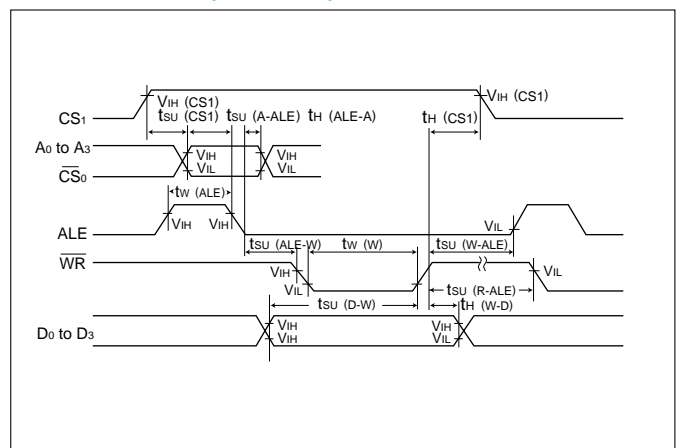 VIH (CS1)
VIH (CS1)
tSU (CS1) tSU (A-ALE) tH (ALE-A)
tH (CS1)
CS1
A0 to A3
VIH
VIH
VIL
VIL
CS0
tW (ALE)
VIH
VIH
VIL
ALE
tSU (ALE-W)
tW (W)
tSU (W-ALE)
WR
VIH
VIL
VIL
tSU (R-ALE)
tSU (D-W)
tH (W-D)
D0 to D3
VIH
VIH
VIH
VIL